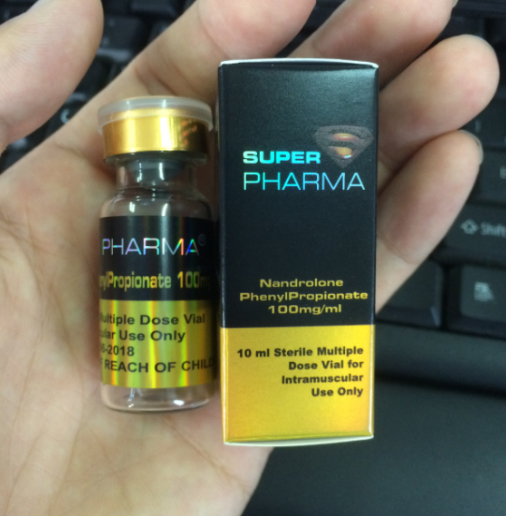 PHARMA®
nylPropionate 100m
Multiple Dose Vial
ular Use Only
-2018
REACH OF CHIL
SUPER
PHARMA
Nandrolone
PhenylPropionate
100mg/ml
10 ml Sterile Multiple
Dose Vial for
Intramuscular
Use Only
Shift